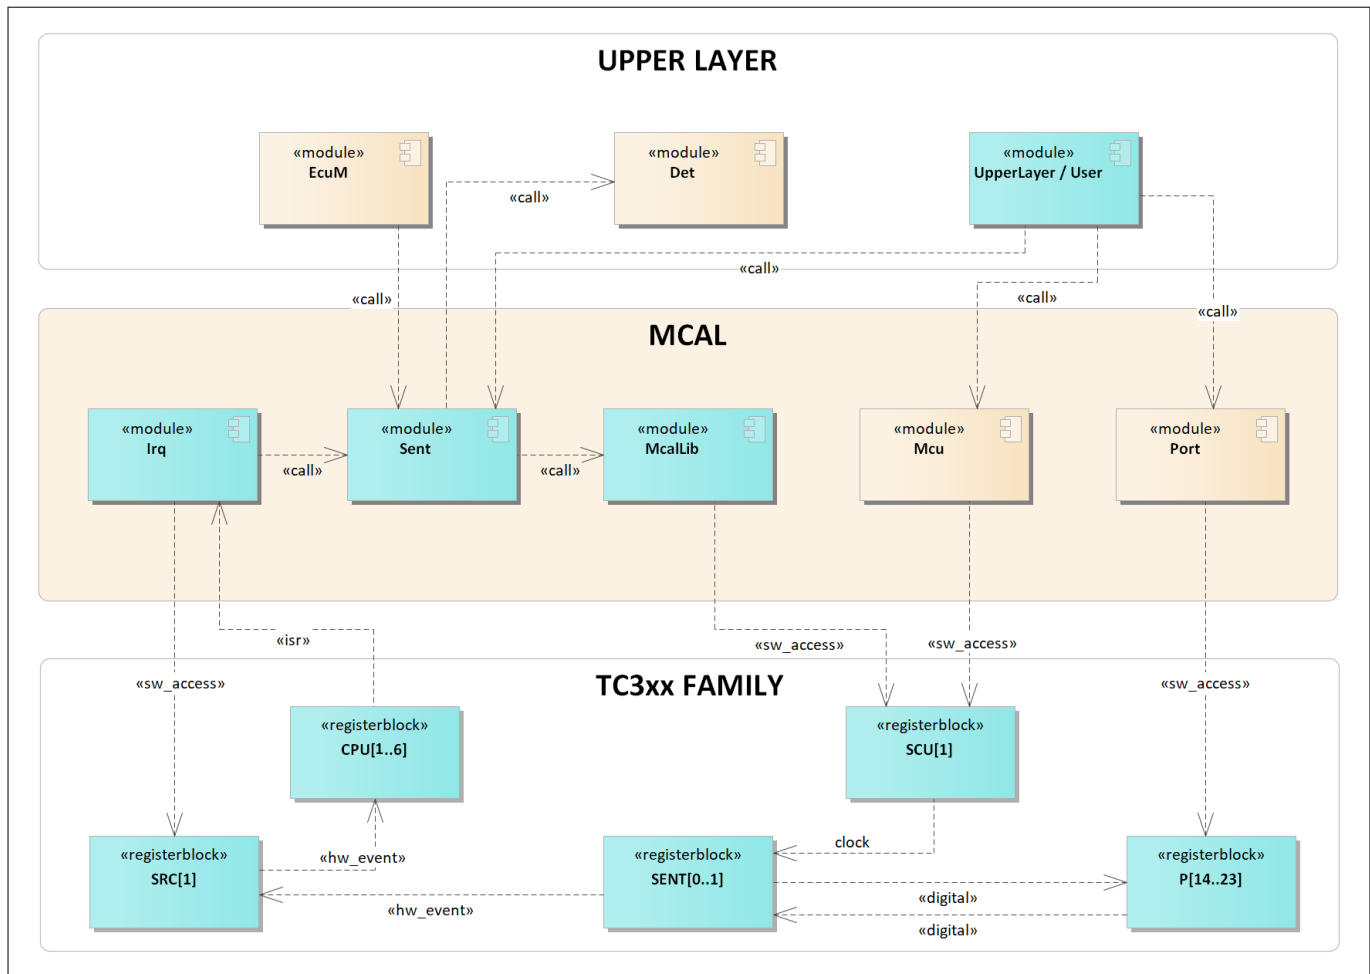 UPPER LAYER
«module»
EcuM
«module»
Det
«module»
UpperLayer / User
«call»
«call»
«call»
«call»
«call»
MCAL
«module»
Irq
«module»
Sent
«module»
McalLib
«module»
Mcu
«module»
Port
«call»
«call»
«isr»
«sw_access»
«sw_access»
«sw_access»
«sw_access»
TC3xx FAMILY
«registerblock»
CPU[1..6]
«registerblock»
SCU[1]
«registerblock»
SRC[1]
«hw_event»
«registerblock»
SENT[0..1]
clock
«registerblock»
P[14..23]
«hw_event»
«digital»
«digital»